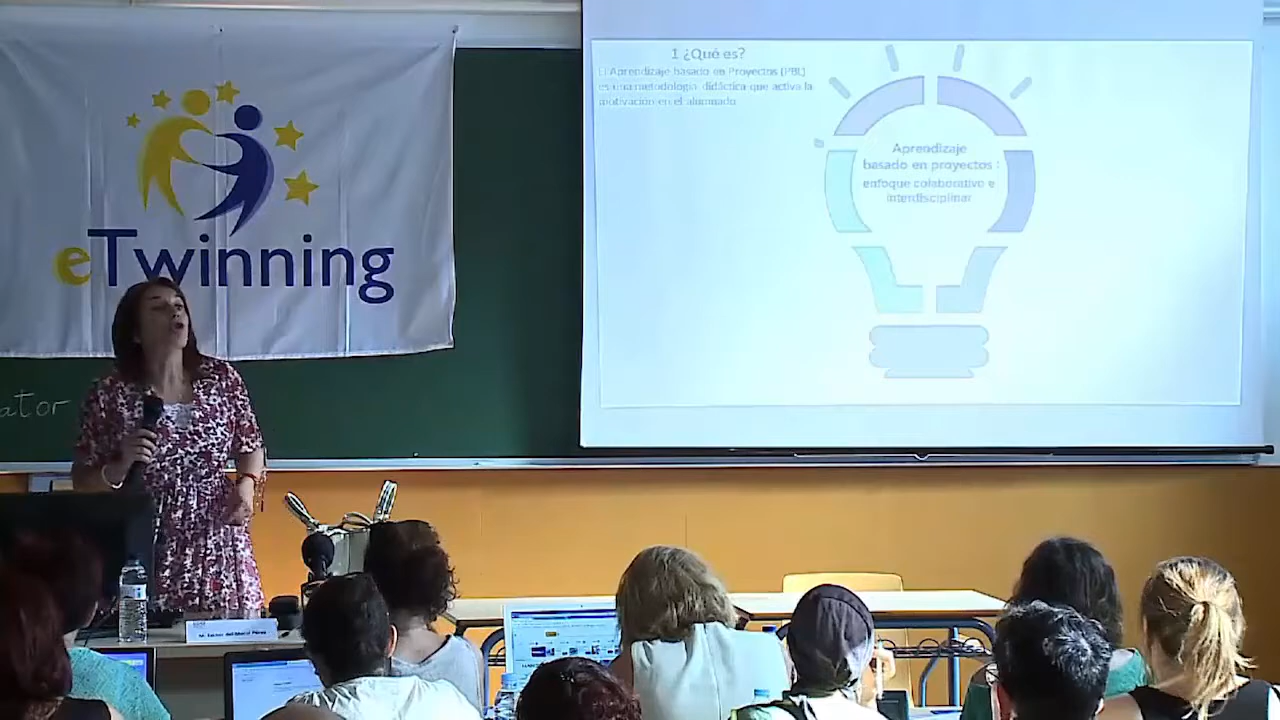 eTwinning
ator
1 ¿Qué es?
El Aprendizaje basado en Proyectos (PBL)
es una metodología didáctica que activa la
motivación en el alumnado
Aprendizaje
basado en proyectos :
enfoque colaborativo e
interdisciplinar